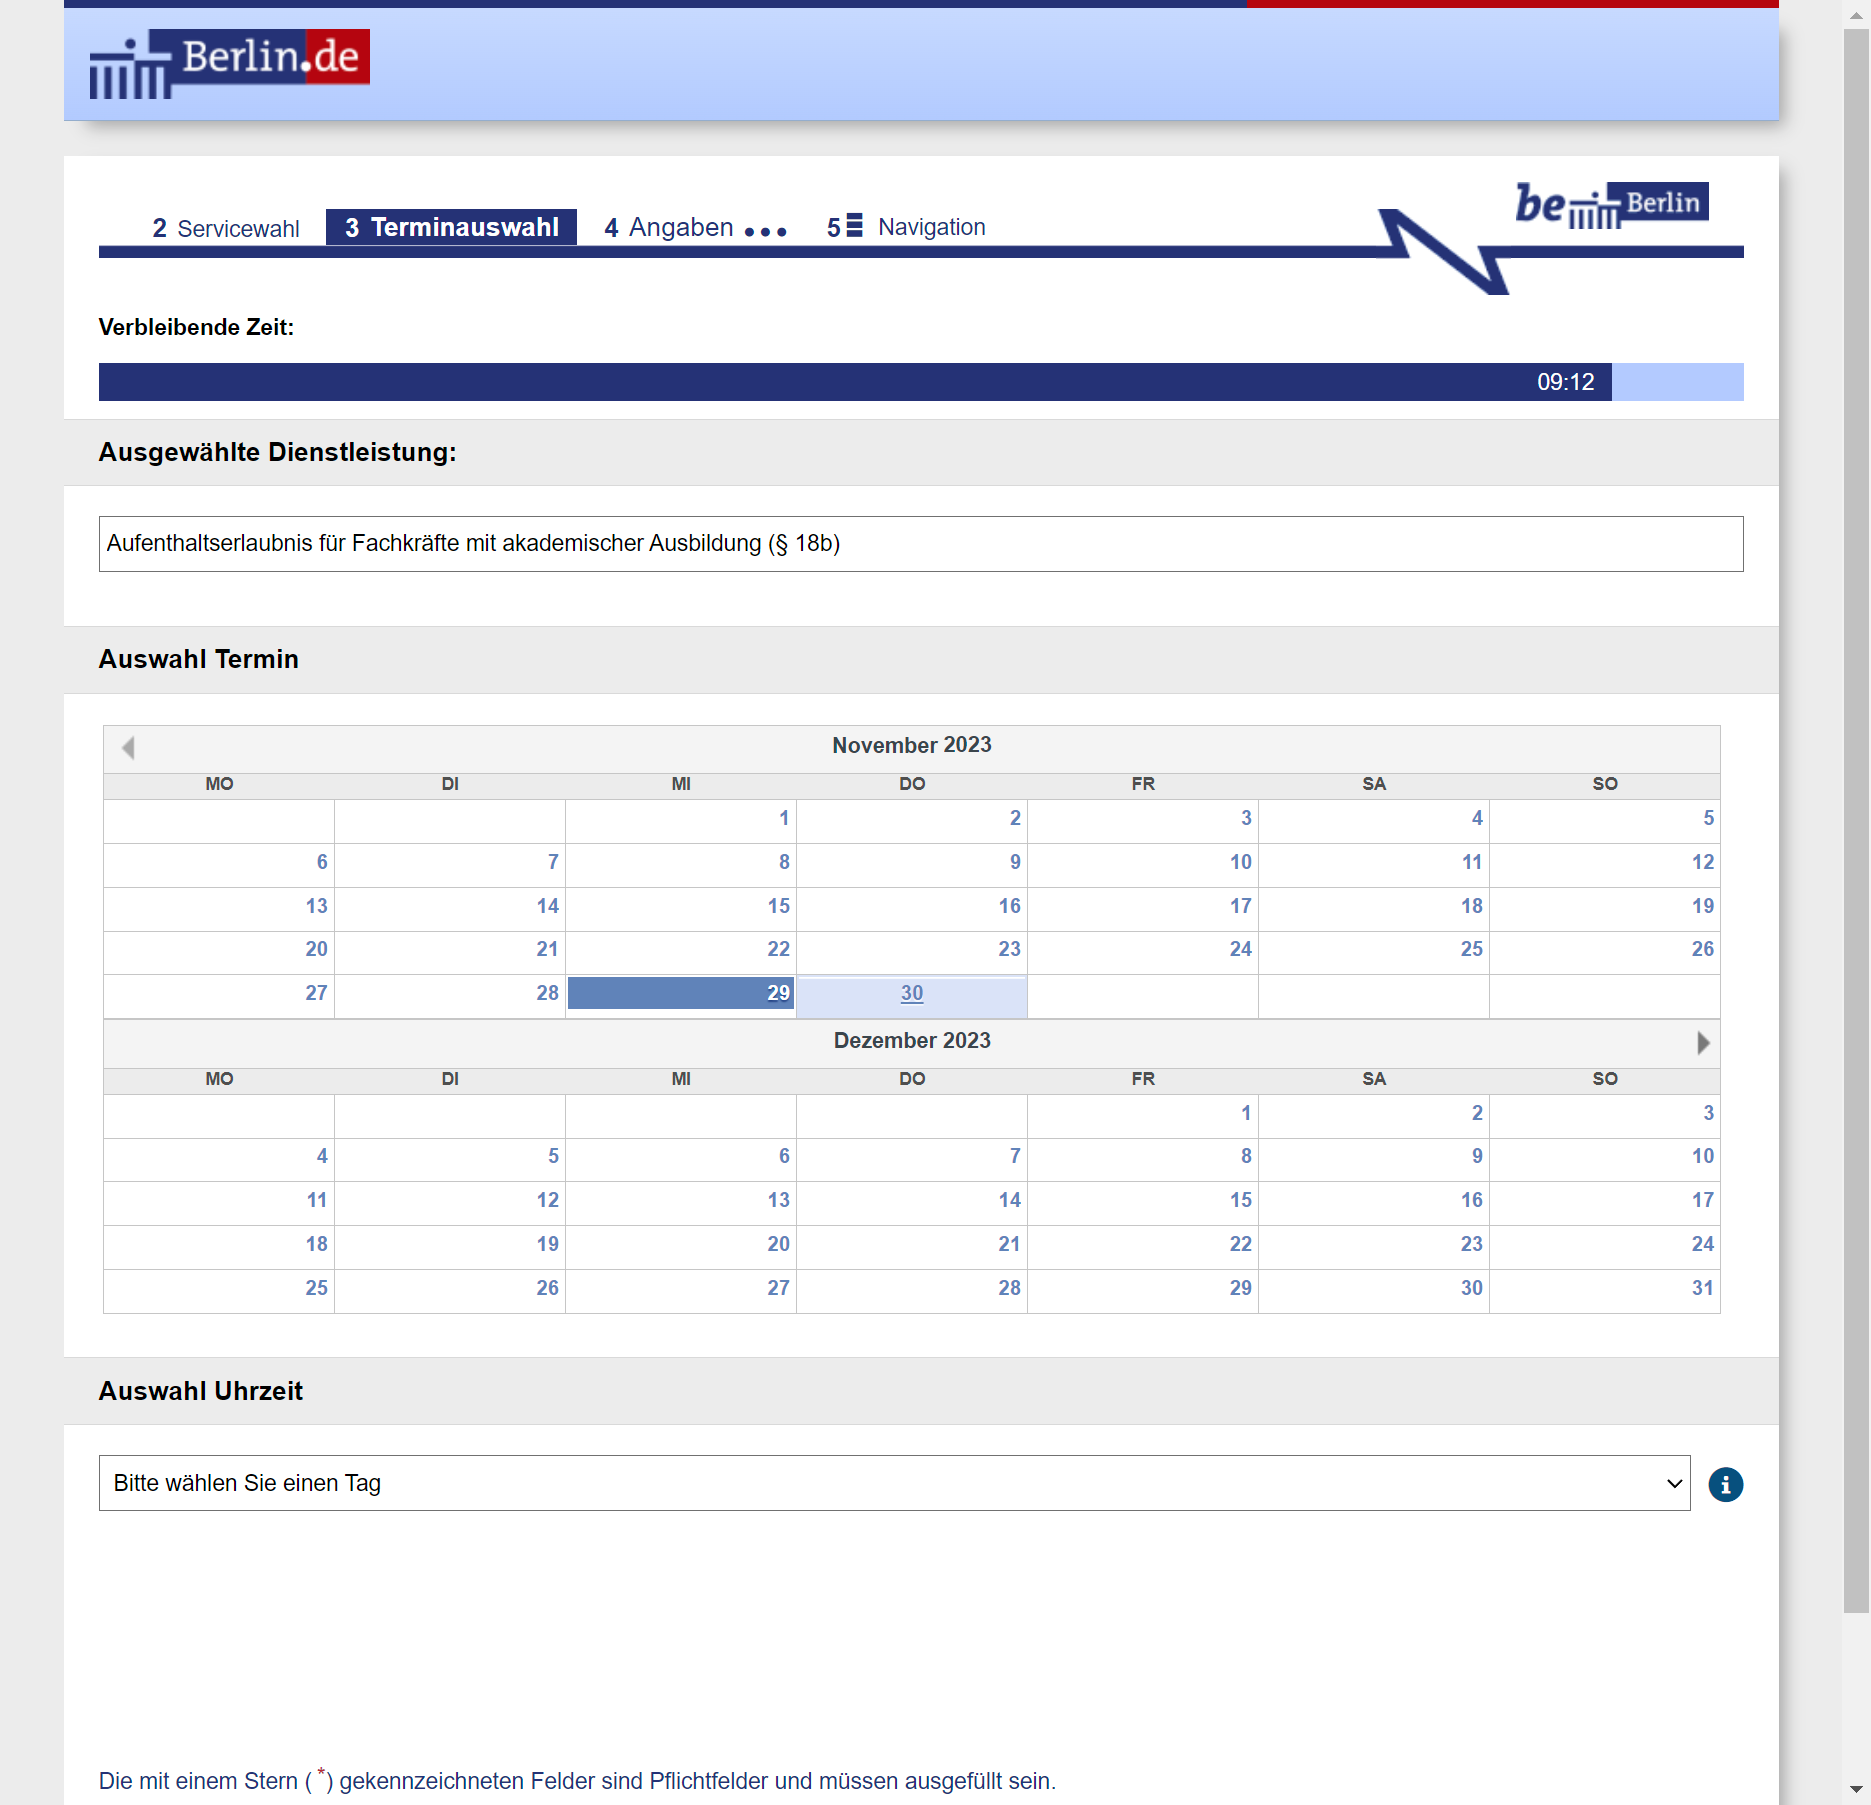 Berlin.de
be Berlin
2 Servicewahl 3 Terminauswahl 4 Angaben ... 5 Navigation
Verbleibende Zeit:
09:12
Ausgewählte Dienstleistung:
Aufenthaltserlaubnis für Fachkräfte mit akademischer Ausbildung (§ 18b)
Auswahl Termin
November 2023
MO DI MI DO FR SA SO
1 2 3 4 5
6 7 8 9 10 11 12
13 14 15 16 17 18 19
20 21 22 23 24 25 26
27 28 29 30
Dezember 2023
MO DI MI DO FR SA SO
1 2 3
4 5 6 7 8 9 10
11 12 13 14 15 16 17
18 19 20 21 22 23 24
25 26 27 28 29 30 31
Auswahl Uhrzeit
Bitte wählen Sie einen Tag
i
Die mit einem Stern ( *) gekennzeichneten Felder sind Pflichtfelder und müssen ausgefüllt sein.